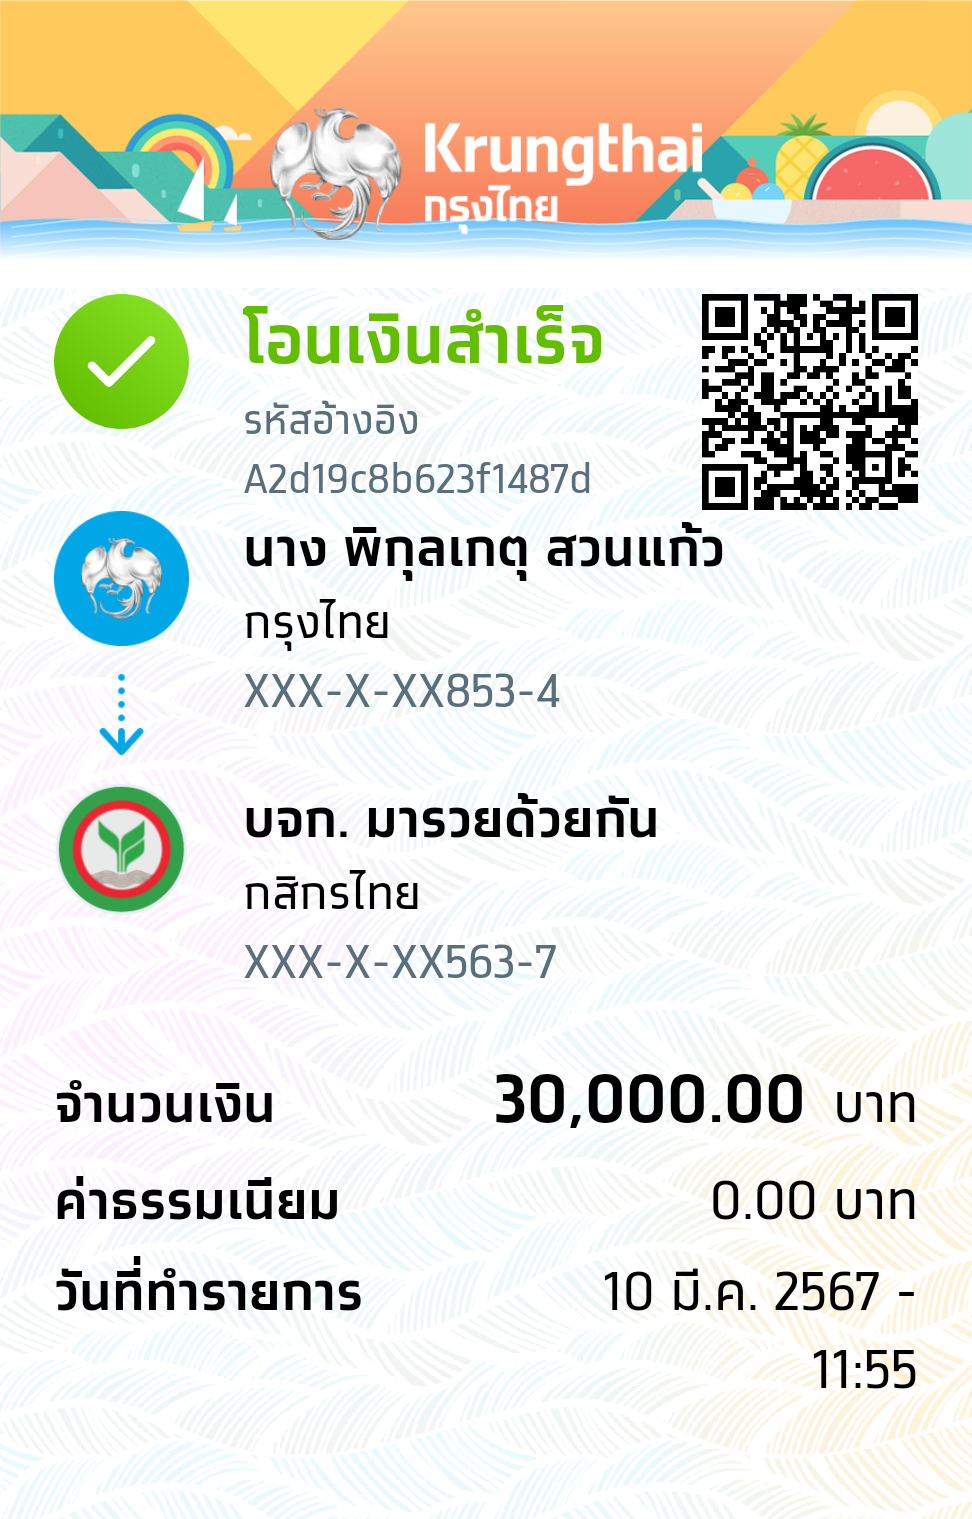 Krungthai
กรุงไทย
โอนเงินสำเร็จ
รหัสอ้างอิง
A2d19c8b623f1487d
นาง พิกุลเกตุ สวนแก้ว
กรุงไทย
XXX-X-XX853-4
บจก. มารวยด้วยกัน
กสิกรไทย
XXX-X-XX563-7
จำนวนเงิน 30,000.00 บาท
ค่าธรรมเนียม 0.00 บาท
วันที่ทำรายการ 10 มี.ค. 2567 -
11:55